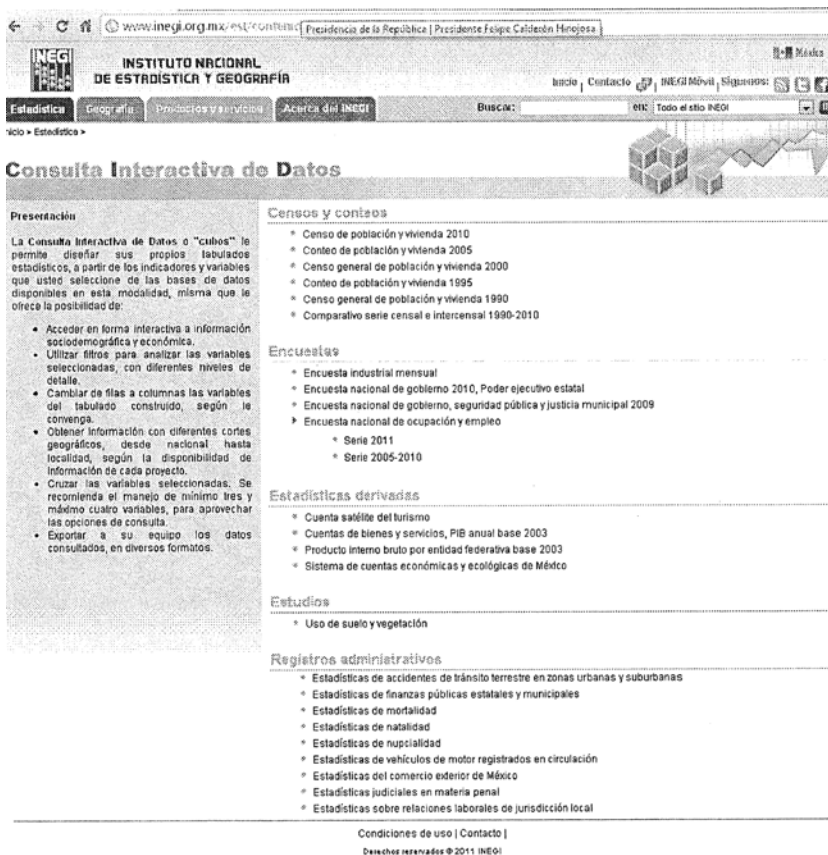 www.inegi.org.mx/est/conteni
Presidencia de la República | Presidente Felipe Calderón Hinojosa
INEGI
INSTITUTO NACIONAL
DE ESTADÍSTICA Y GEOGRAFÍA
México
Inicio | Contacto | INEGI Móvil | Síguenos:
Estadística Geografía Productos y servicios Acerca del INEGI Buscar: en: Todo el sitio INEGI
nicio > Estadística >
Consulta Interactiva de Datos
Presentación
La Consulta Interactiva de Datos o "cubos" le
permite diseñar sus propios tabulados
estadísticos, a partir de los indicadores y variables
que usted seleccione de las bases de datos
disponibles en esta modalidad, misma que le
ofrece la posibilidad de:
Acceder en forma interactiva a información
sociodemográfica y económica.
Utilizar filtros para analizar las variables
seleccionadas, con diferentes niveles de
detalle.
Cambiar de filas a columnas las variables
del tabulado construido, según le
convenga.
Obtener información con diferentes cortes
geográficos, desde nacional hasta
localidad, según la disponibilidad de
información de cada proyecto.
Cruzar las variables seleccionadas. Se
recomienda el manejo de mínimo tres y
máximo cuatro variables, para aprovechar
las opciones de consulta.
Exportar a su equipo los datos
consultados, en diversos formatos.
Censos y conteos
Censo de población y vivienda 2010
Conteo de población y vivienda 2005
Censo general de población y vivienda 2000
Conteo de población y vivienda 1995
Censo general de población y vivienda 1990
Comparativo serie censal e intercensal 1990-2010
Encuestas
Encuesta industrial mensual
Encuesta nacional de gobierno 2010, Poder ejecutivo estatal
Encuesta nacional de gobierno, seguridad pública y justicia municipal 2009
Encuesta nacional de ocupación y empleo
Serie 2011
Serie 2005-2010
Estadísticas derivadas
Cuenta satélite del turismo
Cuentas de bienes y servicios, PIB anual base 2003
Producto interno bruto por entidad federativa base 2003
Sistema de cuentas económicas y ecológicas de México
Estudios
Uso de suelo y vegetación
Registros administrativos
Estadísticas de accidentes de tránsito terrestre en zonas urbanas y suburbanas
Estadísticas de finanzas públicas estatales y municipales
Estadísticas de mortalidad
Estadísticas de natalidad
Estadísticas de nupcialidad
Estadísticas de vehículos de motor registrados en circulación
Estadísticas del comercio exterior de México
Estadísticas judiciales en materia penal
Estadísticas sobre relaciones laborales de jurisdicción local
Condiciones de uso | Contacto |
Derechos reservados © 2011 INEGI